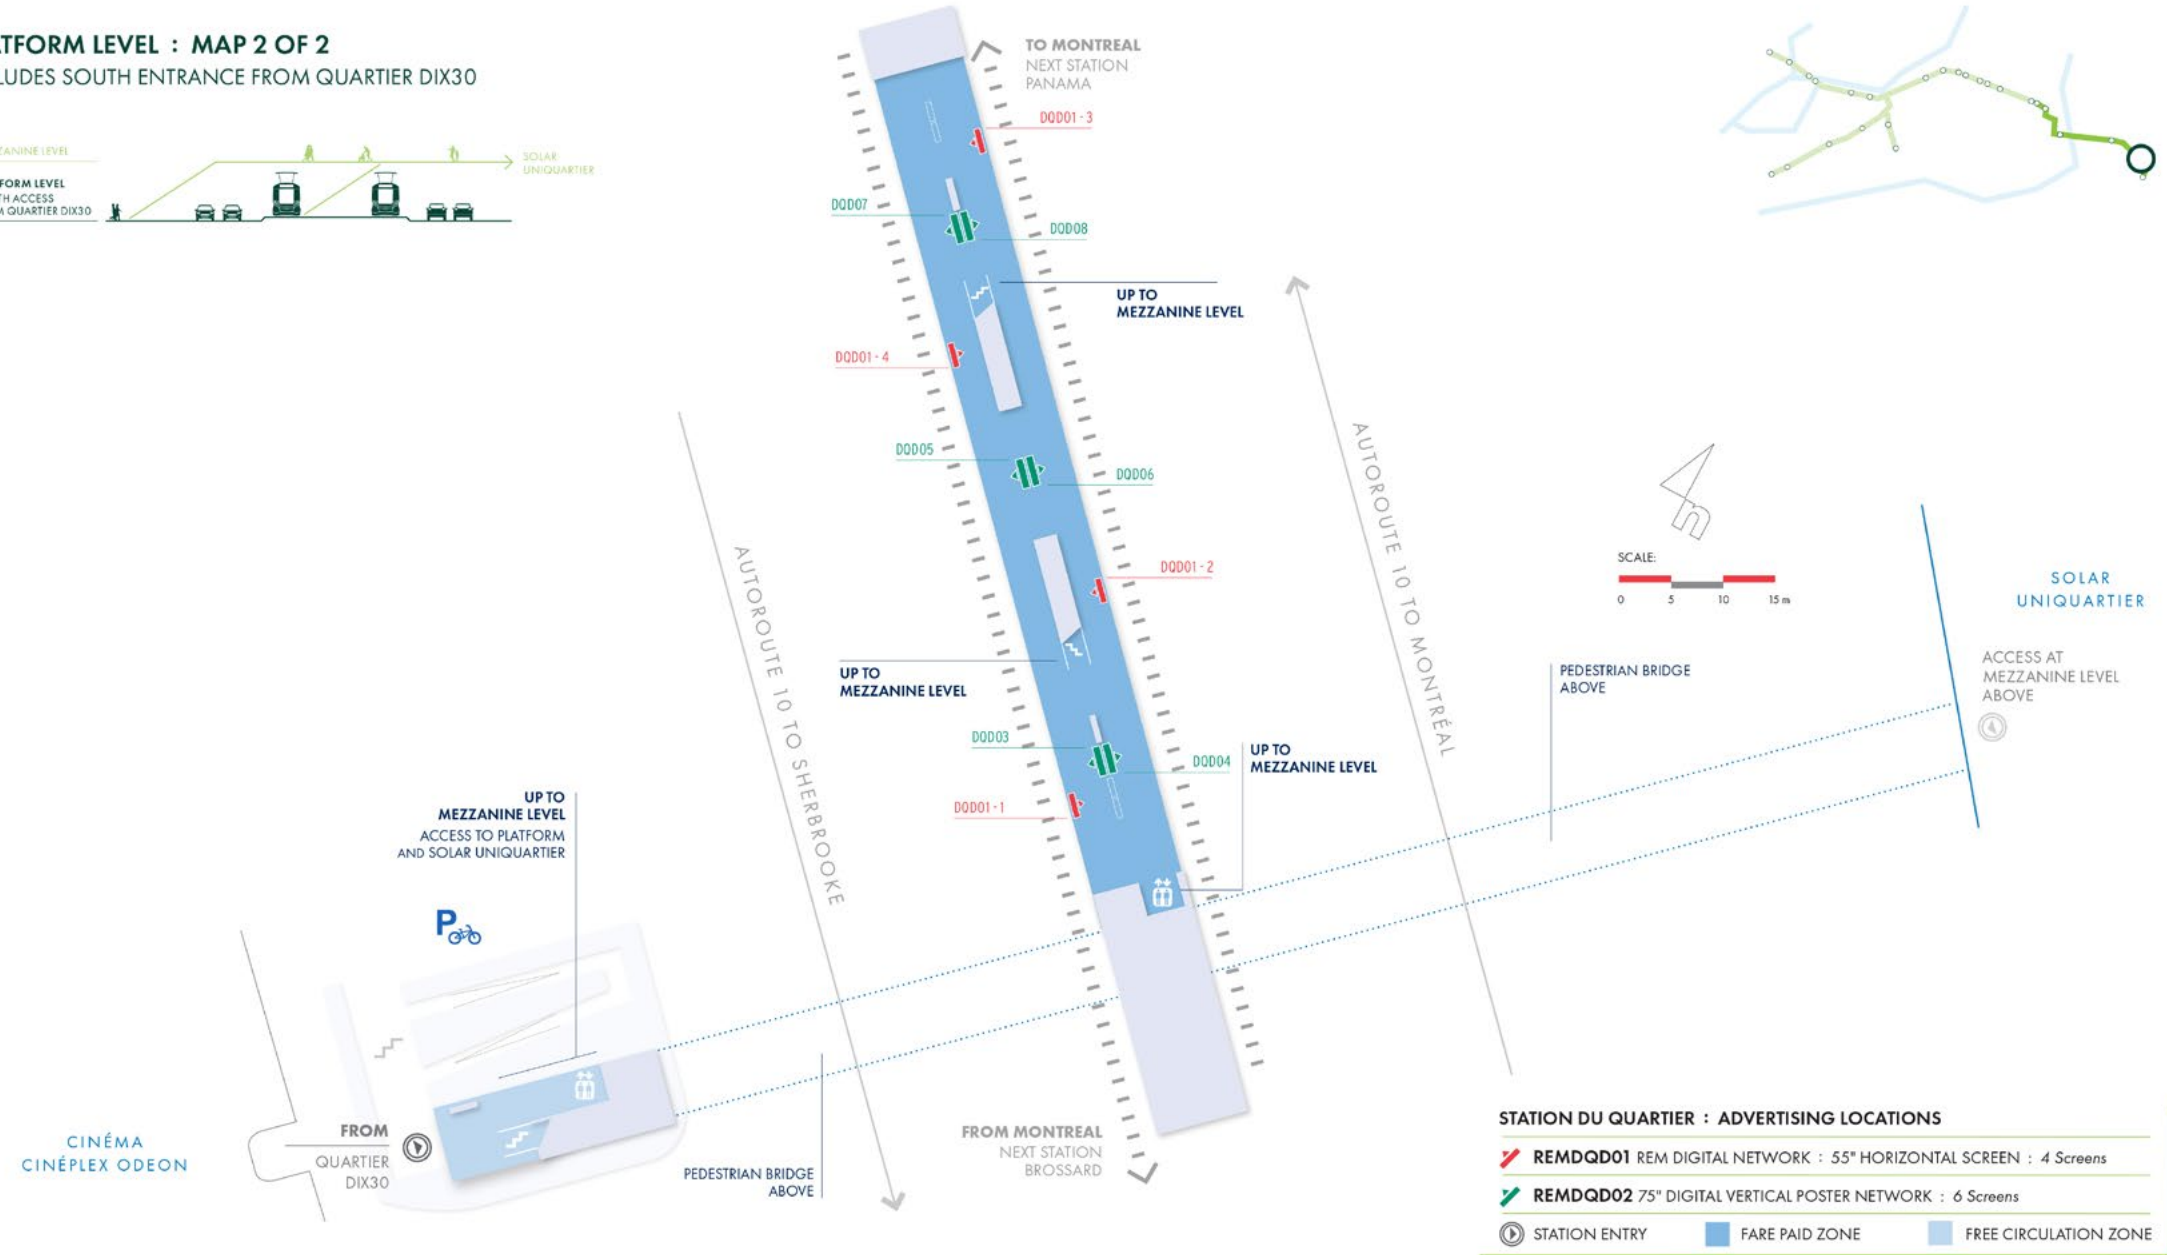 TFORM LEVEL : MAP 2 OF 2
LUDES SOUTH ENTRANCE FROM QUARTIER DIX30
ZANINE LEVEL
FORM LEVEL
TH ACCESS
M QUARTIER DIX30
SOLAR
UNIQUARTIER
TO MONTREAL
NEXT STATION
PANAMA
DQD01-3
DQD07
DQD08
UP TO
MEZZANINE LEVEL
DQD01-4
DQD05
DQD06
AUTOROUTE 10 TO MONTRÉAL
AUTOROUTE 10 TO SHERBROOKE
n
SCALE:
0 5 10 15 m
DQD01-2
SOLAR
UNIQUARTIER
ACCESS AT
MEZZANINE LEVEL
ABOVE
PEDESTRIAN BRIDGE
ABOVE
UP TO
MEZZANINE LEVEL
DQD03
DQD04
UP TO
MEZZANINE LEVEL
DQD01-1
UP TO
MEZZANINE LEVEL
ACCESS TO PLATFORM
AND SOLAR UNIQUARTIER
P
CINÉMA
CINÉPLEX ODEON
FROM
QUARTIER
DIX30
PEDESTRIAN BRIDGE
ABOVE
FROM MONTREAL
NEXT STATION
BROSSARD
STATION DU QUARTIER : ADVERTISING LOCATIONS
REMDQD01 REM DIGITAL NETWORK : 55" HORIZONTAL SCREEN : 4 Screens
REMDQD02 75" DIGITAL VERTICAL POSTER NETWORK : 6 Screens
STATION ENTRY FARE PAID ZONE FREE CIRCULATION ZONE